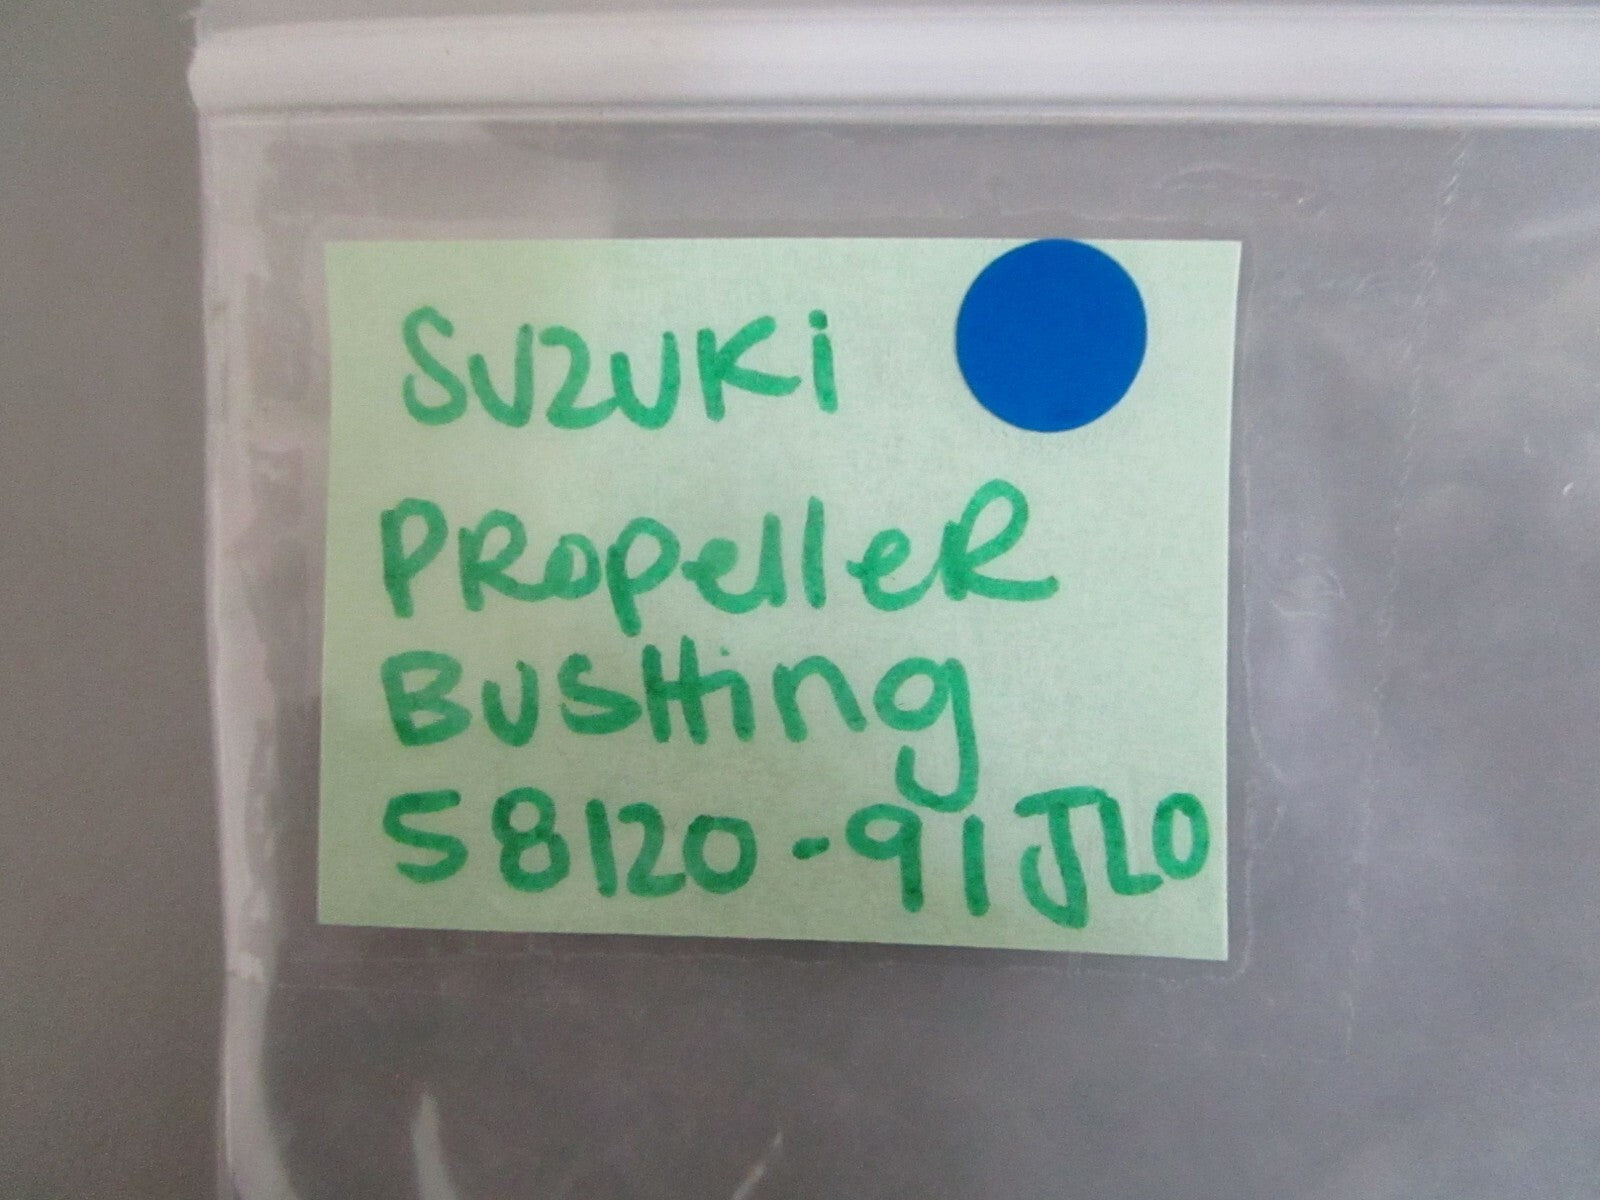 SUZUKi
PROPelleR
BUSHing
58120-91JL0